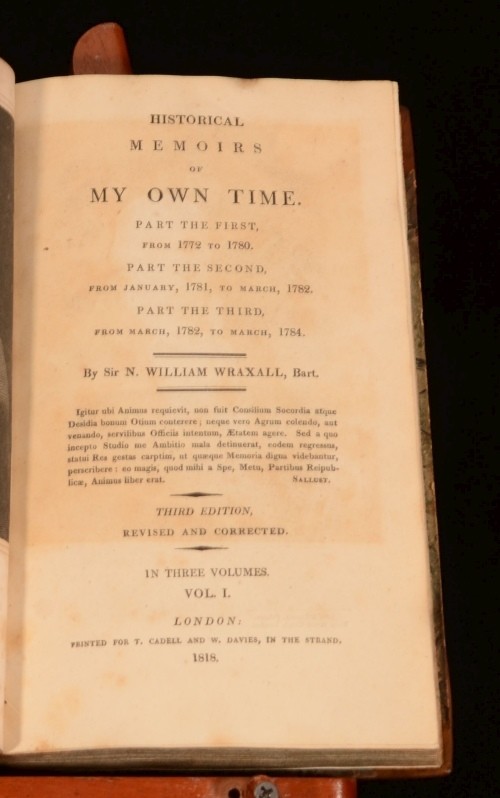 HISTORICAL
MEMOIRS
OF
MY OWN TIME.
PART THE FIRST,
FROM 1772 TO 1780.
PART THE SECOND,
FROM JANUARY, 1781, TO MARCH, 1782.
PART THE THIRD,
FROM MARCH, 1782, TO MARCH, 1784.
By Sir N. WILLIAM WRAXALL, Bart.
Igitur ubi Animus requievit, non fuit Consilium Socordia atque
Desidia bonum Otium conterere; neque vero Agrum colendo, aut
venando, servilibus Officiis intentum, Ætatem agere. Sed a quo
incepto Studio me Ambitio mala detinuerat, eodem regressus,
statui Res gestas carptim, ut quæque Memoria digna videbantur,
perscribere: eo magis, quod mihi a Spe, Metu, Partibus Reipub-
licæ, Animus liber erat. SALLUST.
THIRD EDITION,
REVISED AND CORRECTED.
IN THREE VOLUMES.
VOL. I.
LONDON:
PRINTED FOR T. CADELL AND W. DAVIES, IN THE STRAND.
1818.